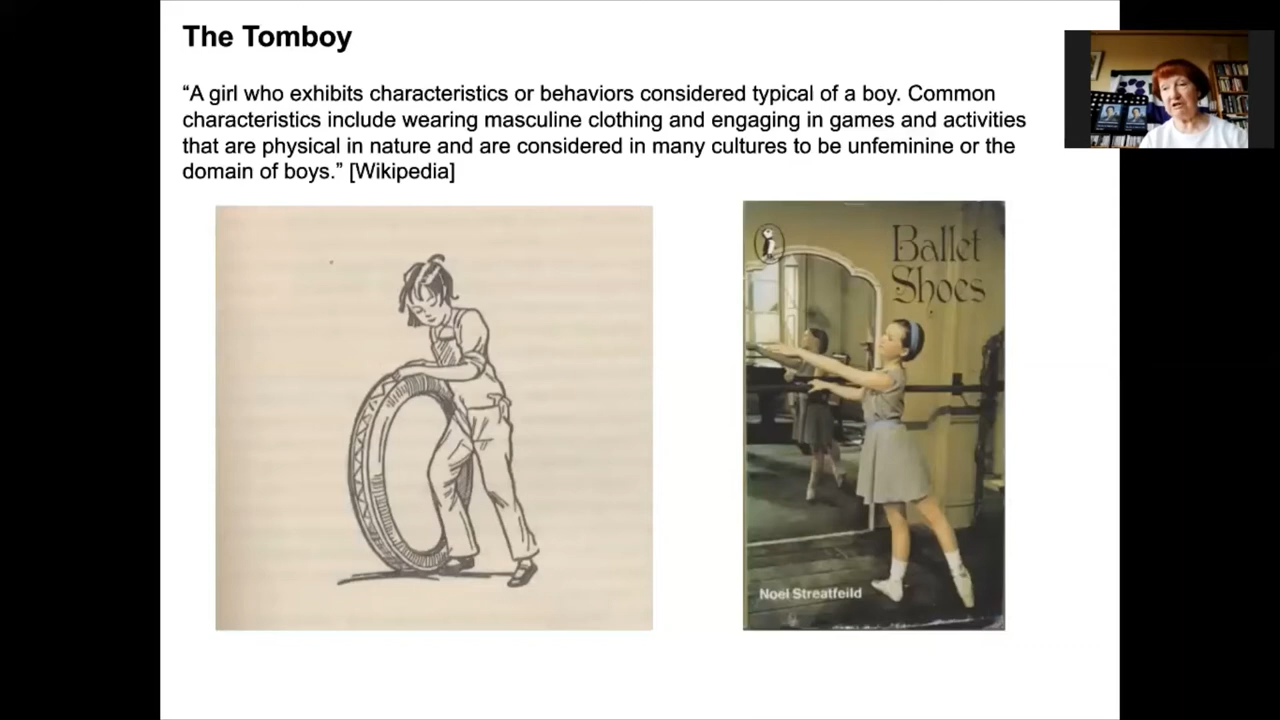 The Tomboy
“A girl who exhibits characteristics or behaviors considered typical of a boy. Common
characteristics include wearing masculine clothing and engaging in games and activities
that are physical in nature and are considered in many cultures to be unfeminine or the
domain of boys.” [Wikipedia]
Ballet
Shoes
Noel Streatfeild